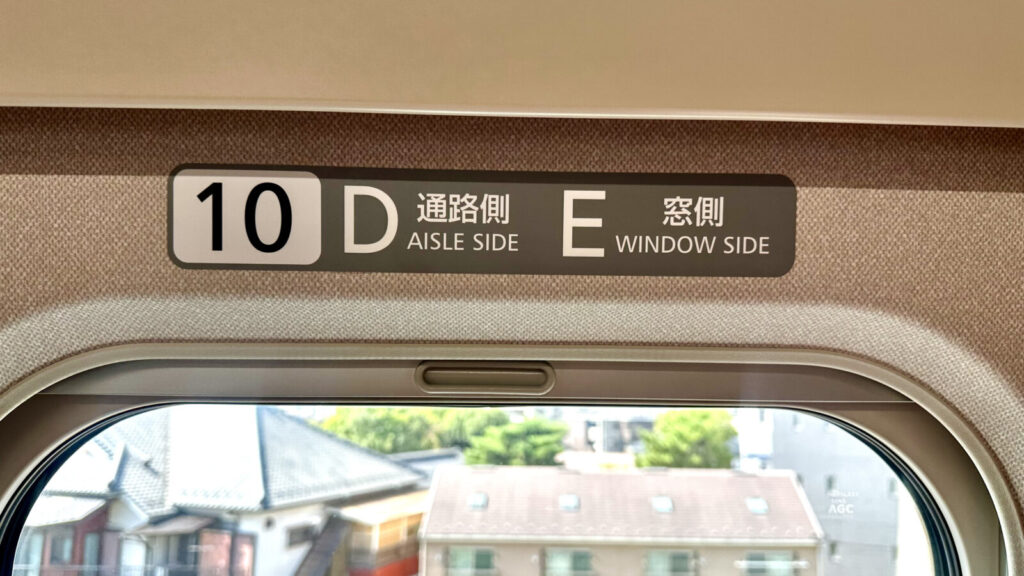 10 D 通路側 E 窓側
AISLE SIDE WINDOW SIDE
AGC